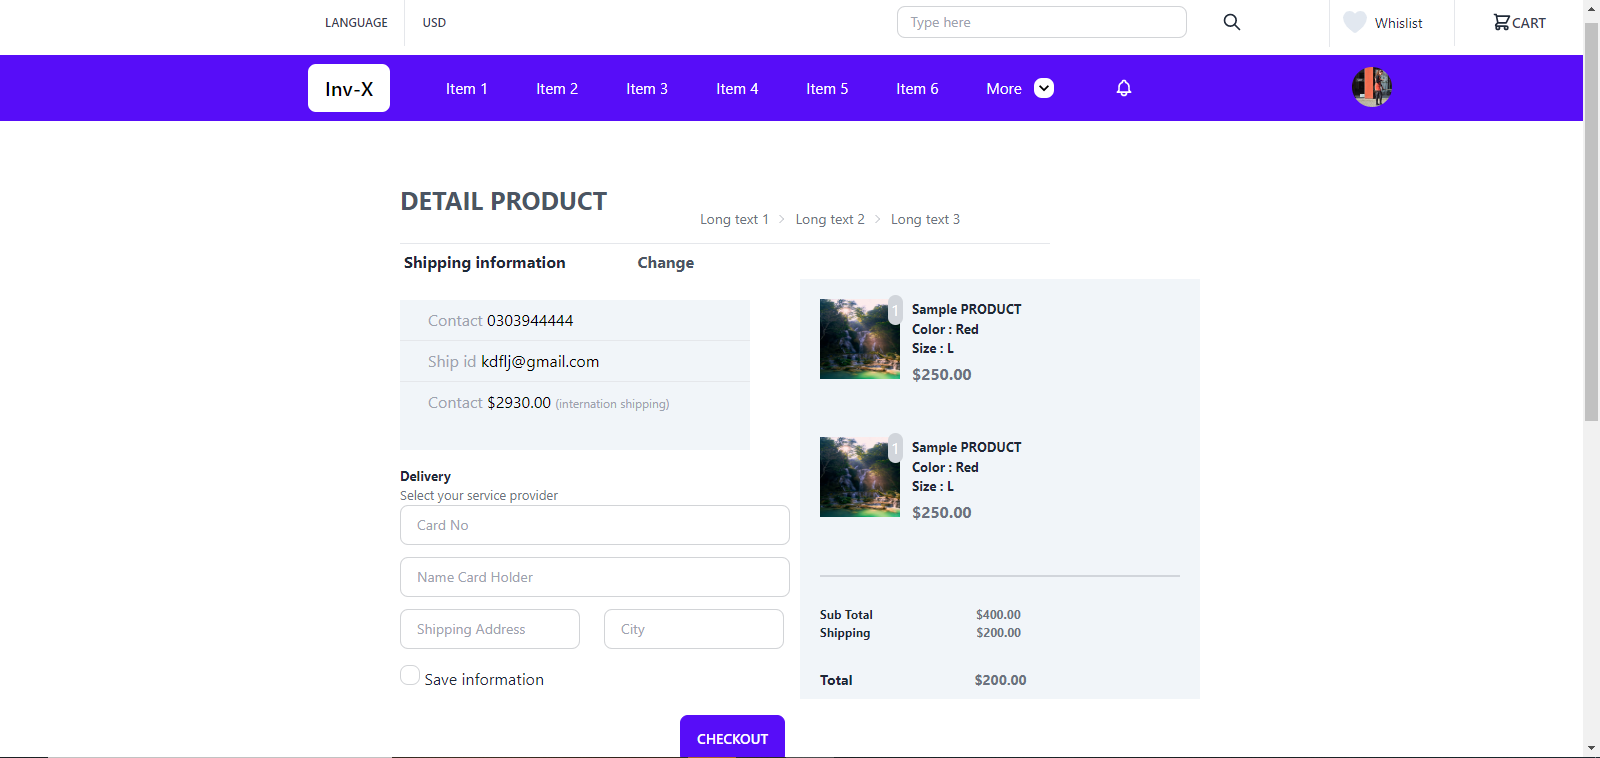 LANGUAGE USD Type here Whislist CART
Inv-X Item 1 Item 2 Item 3 Item 4 Item 5 Item 6 More
DETAIL PRODUCT
Long text 1 Long text 2 Long text 3
Shipping information Change
Contact 0303944444
Ship id kdflj@gmail.com
Contact $2930.00 (internation shipping)
Delivery
Select your service provider
Card No
Name Card Holder
Shipping Address City
Save information
CHECKOUT
1
Sample PRODUCT
Color : Red
Size : L
$250.00
1
Sample PRODUCT
Color : Red
Size : L
$250.00
Sub Total $400.00
Shipping $200.00
Total $200.00